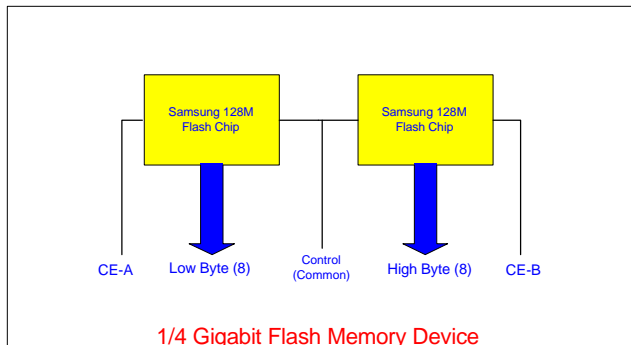 Samsung 128M
Flash Chip
Samsung 128M
Flash Chip
CE-A
Low Byte (8)
Control
(Common)
High Byte (8)
CE-B
1/4 Gigabit Flash Memory Device